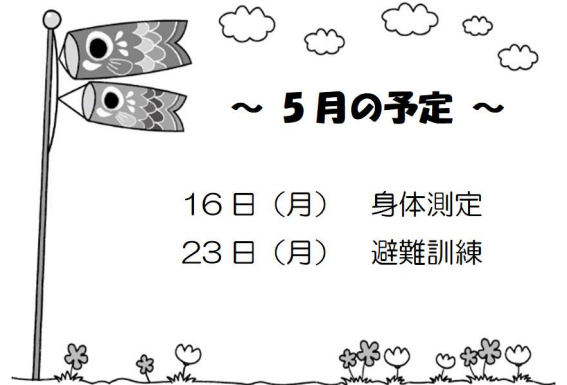 ～ ５月の予定 ～
16日（月）　身体測定
23日（月）　避難訓練